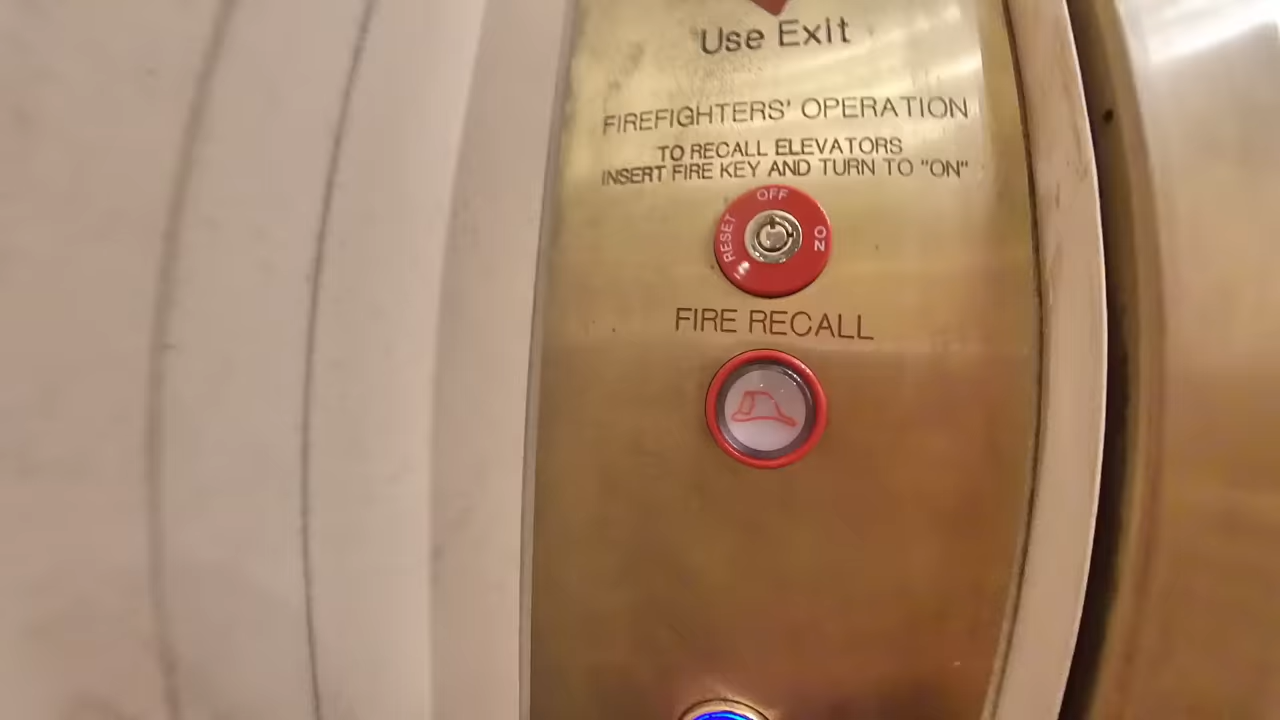 Use Exit
FIREFIGHTERS' OPERATION
TO RECALL ELEVATORS
INSERT FIRE KEY AND TURN TO "ON"
OFF
RESET
ON
FIRE RECALL